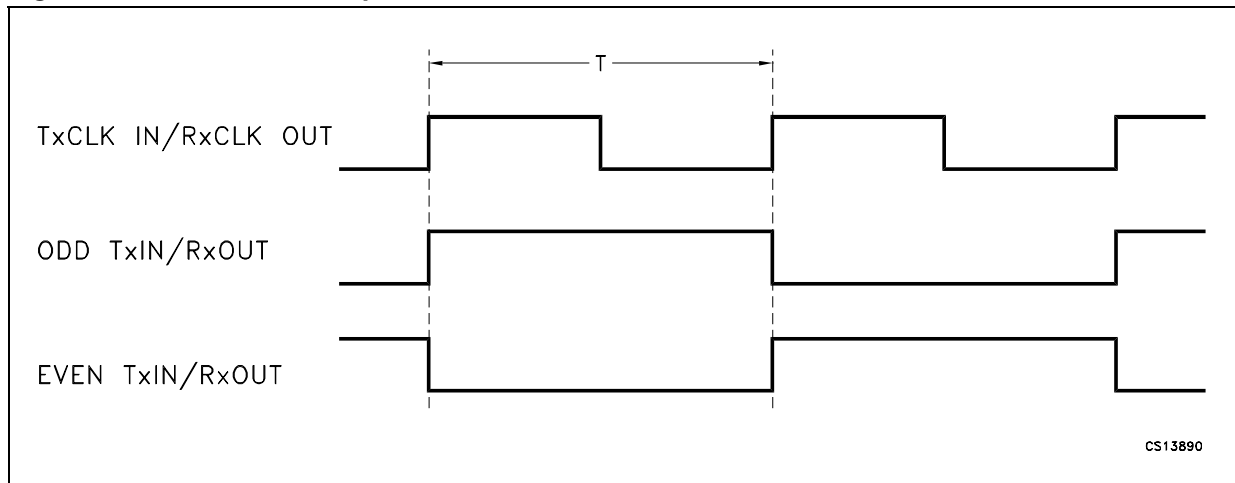 T
TxCLK IN/RxCLK OUT
ODD TxIN/RxOUT
EVEN TxIN/RxOUT
CS13890